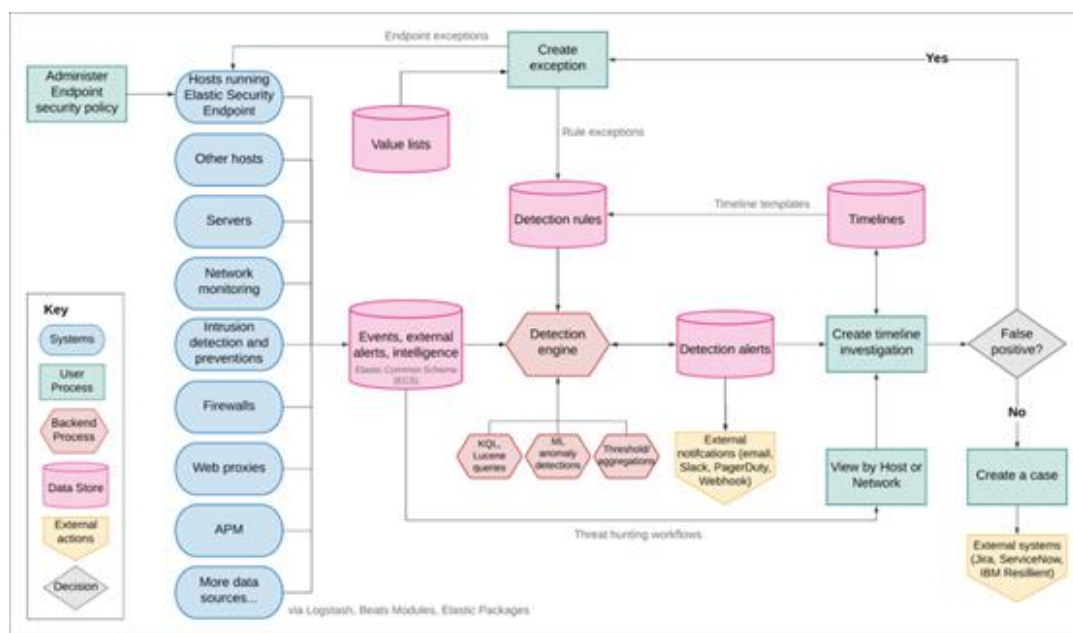 Endpoint exceptions
Create
exception
Yes
Administer
Endpoint
security policy
Hosts running
Elastic Security
Endpoint
Value lists
Rule exceptions
Other hosts
Servers
Detection rules
Timeline templates
Timelines
Network
monitoring
Key
Systems
User
Process
Backend
Process
Data Store
External
actions
Decision
Intrusion
detection and
preventions
Events, external
alerts, intelligence
Elastic Common Schema
(ECS)
Detection
engine
Detection alerts
Create timeline
investigation
False
positive?
Firewalls
No
KQL,
Lucene
queries
ML
anomaly
detections
Threshold/
aggregations
External
notifcations (email,
Slack, PagerDuty,
Webhook)
View by Host or
Network
Create a case
Web proxies
APM
Threat hunting workflows
External systems
(Jira, ServiceNow,
IBM Resillient)
More data
sources...
via Logstash, Beats Modules, Elastic Packages